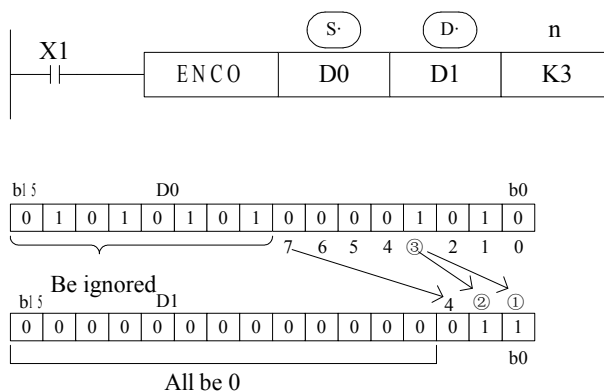 S· D· n
X1
ENCO D0 D1 K3
b15 D0 b0
0 1 0 1 0 1 0 1 0 0 0 0 1 0 1 0
7 6 5 4 ③ 2 1 0
Be ignored
b15 D1 4 ② ①
0 0 0 0 0 0 0 0 0 0 0 0 0 0 1 1
b0
All be 0